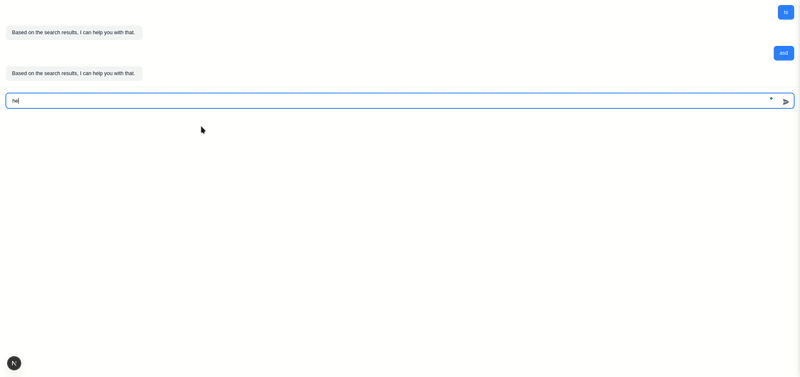 hi
Based on the search results, I can help you with that.
asd
Based on the search results, I can help you with that.
he
N